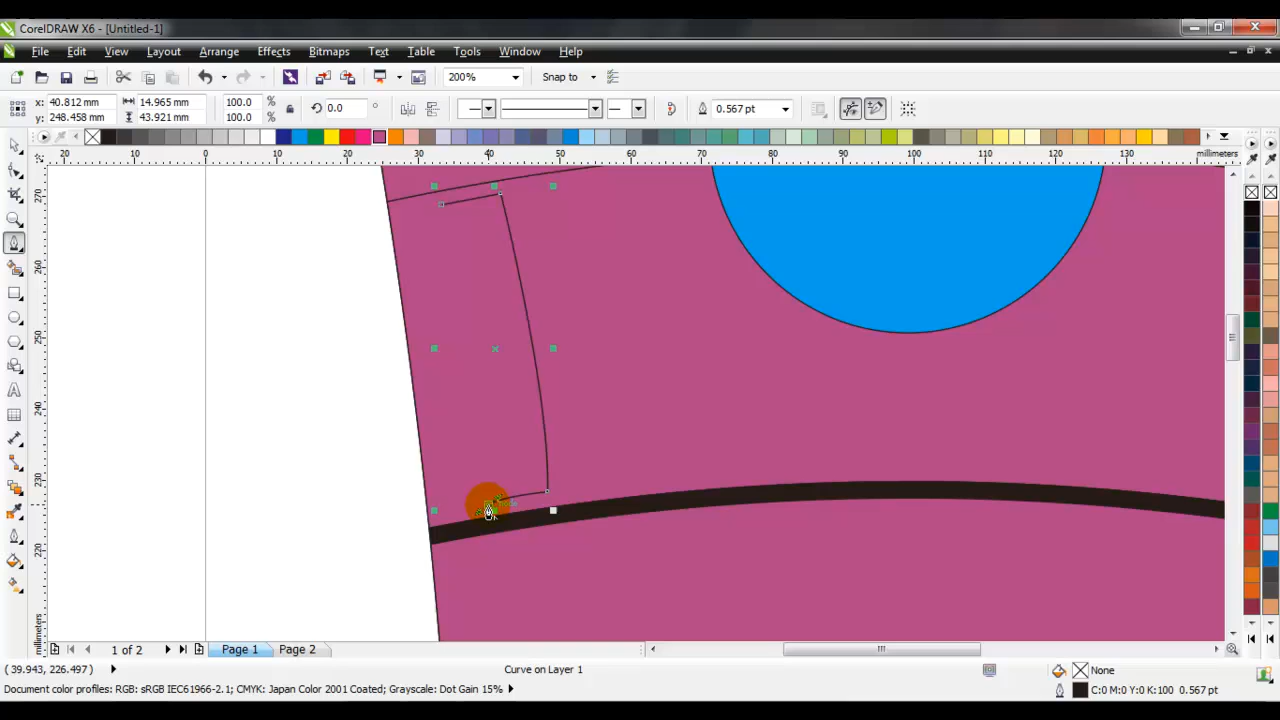 CorelDRAW X6 - [Untitled-1]
File Edit View Layout Arrange Effects Bitmaps Text Table Tools Window Help
200% Snap to
x: 40.812 mm 14.965 mm 100.0 % 0.0 ° 0.567 pt
y: 248.458 mm 43.921 mm 100.0 %
20 10 0 10 20 30 40 50 60 70 80 90 100 110 120 130 millimeters
270
260
250
240
230
220
millimeters
1 of 2 Page 1 Page 2
( 39.943, 226.497 ) Curve on Layer 1 None
Document color profiles: RGB: sRGB IEC61966-2.1; CMYK: Japan Color 2001 Coated; Grayscale: Dot Gain 15% C:0 M:0 Y:0 K:100 0.567 pt